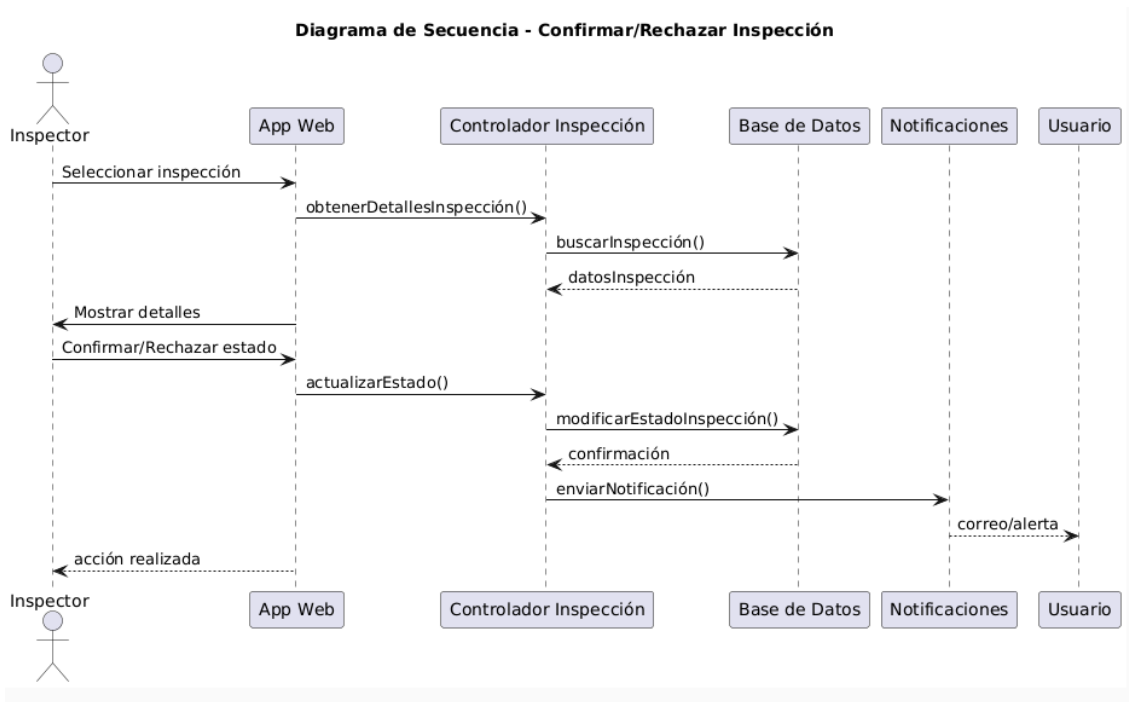 Diagrama de Secuencia - Confirmar/Rechazar Inspección
Inspector
App Web
Controlador Inspección
Base de Datos
Notificaciones
Usuario
Seleccionar inspección
obtenerDetallesInspección()
buscarInspección()
datosInspección
Mostrar detalles
Confirmar/Rechazar estado
actualizarEstado()
modificarEstadoInspección()
confirmación
enviarNotificación()
correo/alerta
acción realizada
Inspector
App Web
Controlador Inspección
Base de Datos
Notificaciones
Usuario